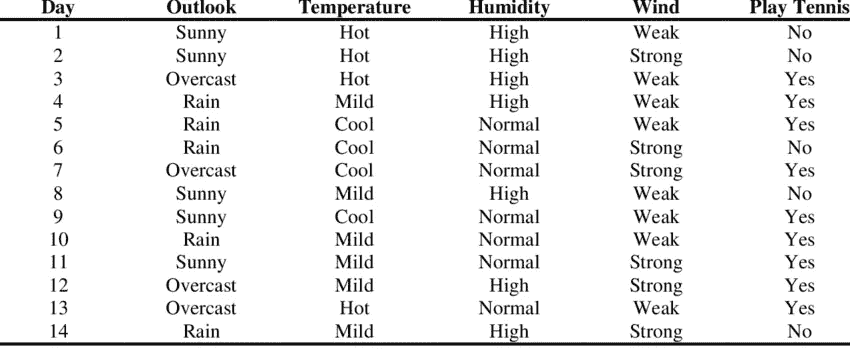 Day Outlook Temperature Humidity Wind Play Tennis
1 Sunny Hot High Weak No
2 Sunny Hot High Strong No
3 Overcast Hot High Weak Yes
4 Rain Mild High Weak Yes
5 Rain Cool Normal Weak Yes
6 Rain Cool Normal Strong No
7 Overcast Cool Normal Strong Yes
8 Sunny Mild High Weak No
9 Sunny Cool Normal Weak Yes
10 Rain Mild Normal Weak Yes
11 Sunny Mild Normal Strong Yes
12 Overcast Mild High Strong Yes
13 Overcast Hot Normal Weak Yes
14 Rain Mild High Strong No